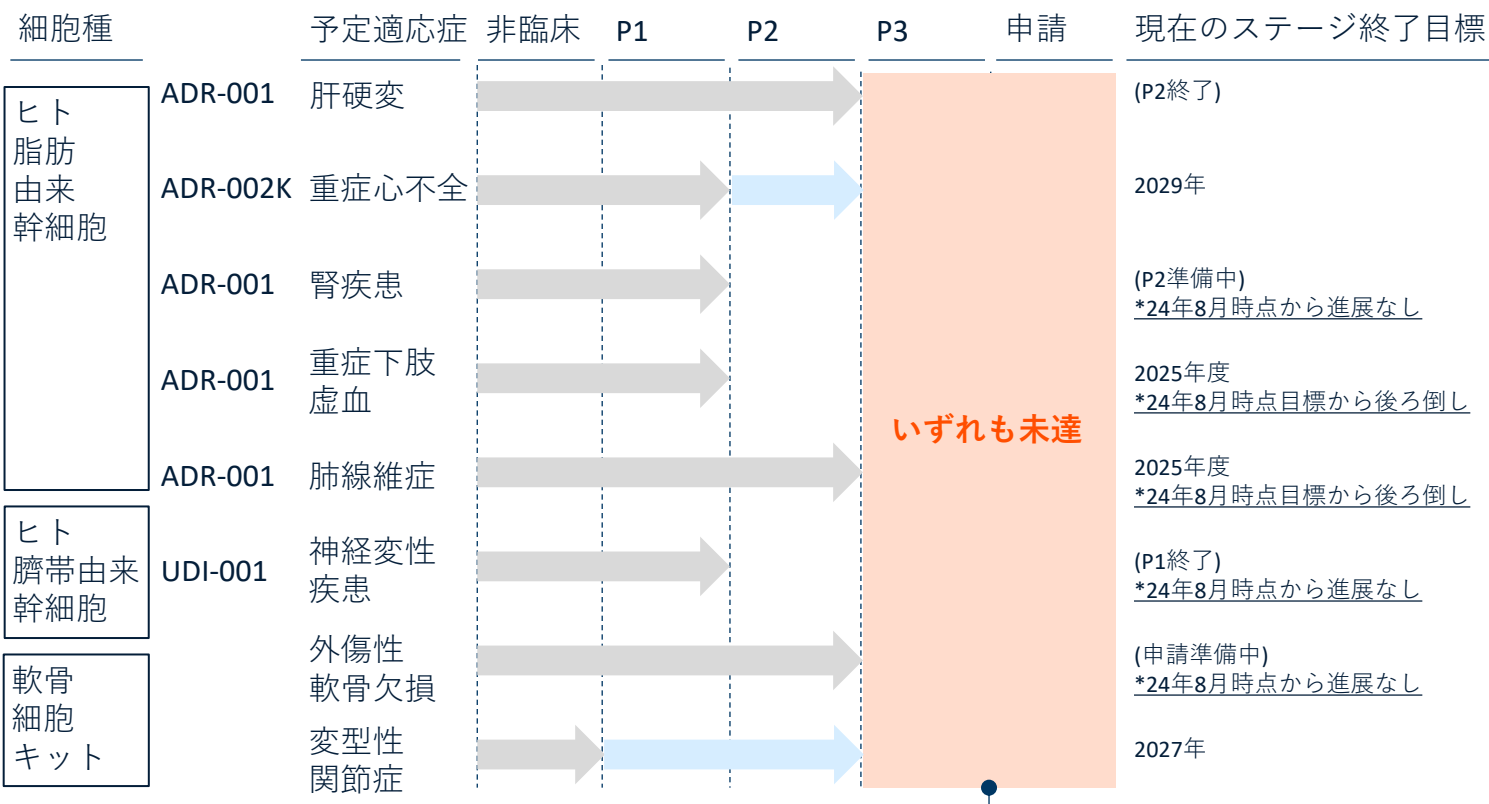 細胞種 予定適応症 非臨床 P1 P2 P3 申請 現在のステージ終了目標
ヒト
脂肪
由来
幹細胞
ADR-001 肝硬変 (P2終了)
ADR-002K 重症心不全 2029年
ADR-001 腎疾患 (P2準備中)
*24年8月時点から進展なし
ADR-001 重症下肢
虚血
2025年度
*24年8月時点目標から後ろ倒し
いずれも未達
ADR-001 肺線維症 2025年度
*24年8月時点目標から後ろ倒し
ヒト
臍帯由来
幹細胞
UDI-001 神経変性
疾患
(P1終了)
*24年8月時点から進展なし
軟骨
細胞
キット
外傷性
軟骨欠損
(申請準備中)
*24年8月時点から進展なし
変型性
関節症
2027年